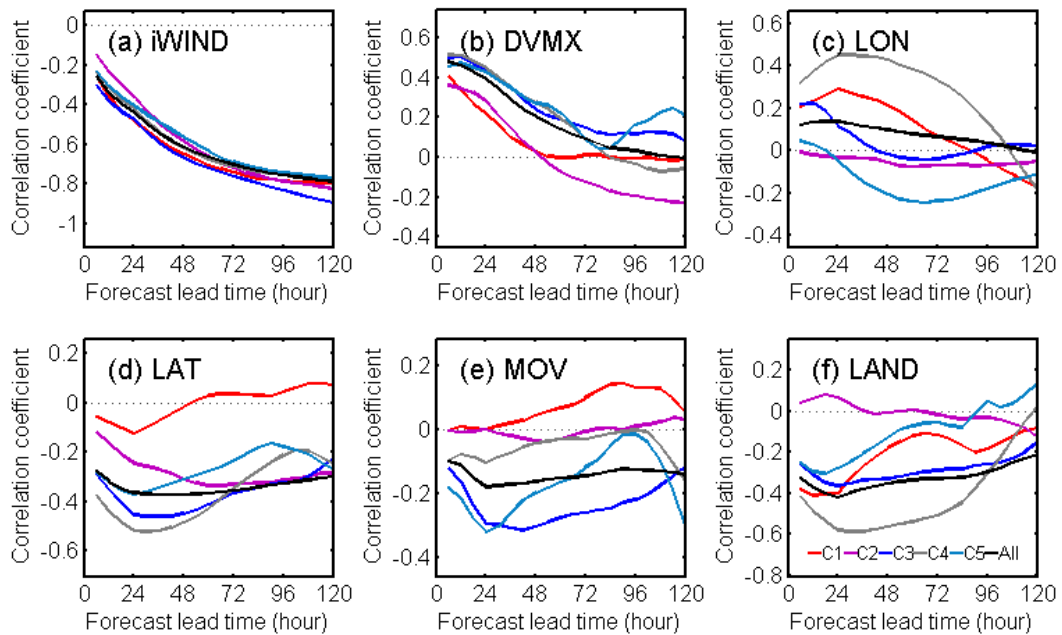 (a) iWIND
Correlation coefficient
0
-0.2
-0.4
-0.6
-0.8
-1
0 24 48 72 96 120
Forecast lead time (hour)
(b) DVMX
Correlation coefficient
0.6
0.4
0.2
0
-0.2
-0.4
0 24 48 72 96 120
Forecast lead time (hour)
(c) LON
Correlation coefficient
0.6
0.4
0.2
0
-0.2
-0.4
0 24 48 72 96 120
Forecast lead time (hour)
(d) LAT
Correlation coefficient
0.2
0
-0.2
-0.4
-0.6
0 24 48 72 96 120
Forecast lead time (hour)
(e) MOV
Correlation coefficient
0.2
0
-0.2
-0.4
0 24 48 72 96 120
Forecast lead time (hour)
(f) LAND
Correlation coefficient
0.4
0.2
0
-0.2
-0.4
-0.6
-0.8
C1 C2 C3 C4 C5 All
0 24 48 72 96 120
Forecast lead time (hour)